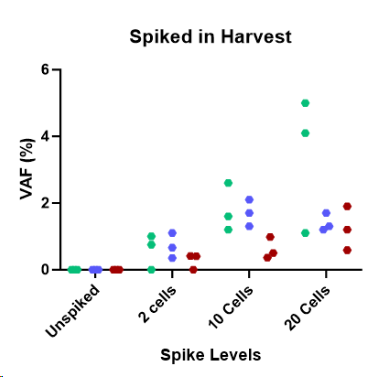 Spiked in Harvest
6
4
2
0
VAF (%)
Unspiked
2 cells
10 Cells
20 Cells
Spike Levels